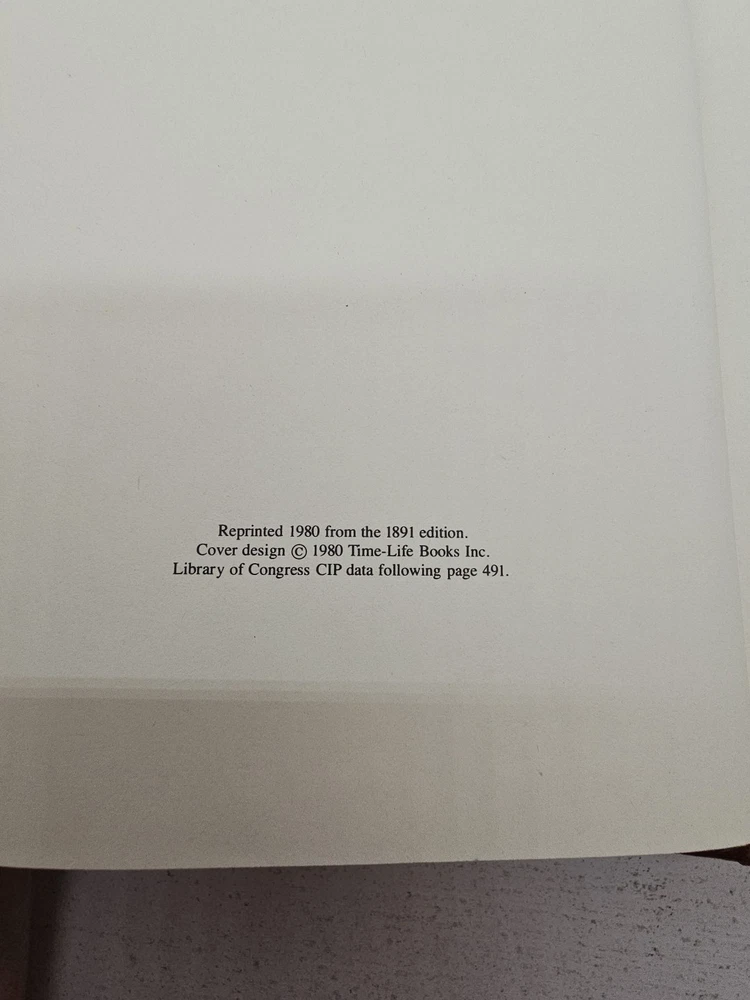 Reprinted 1980 from the 1891 edition.
Cover design © 1980 Time-Life Books Inc.
Library of Congress CIP data following page 491.